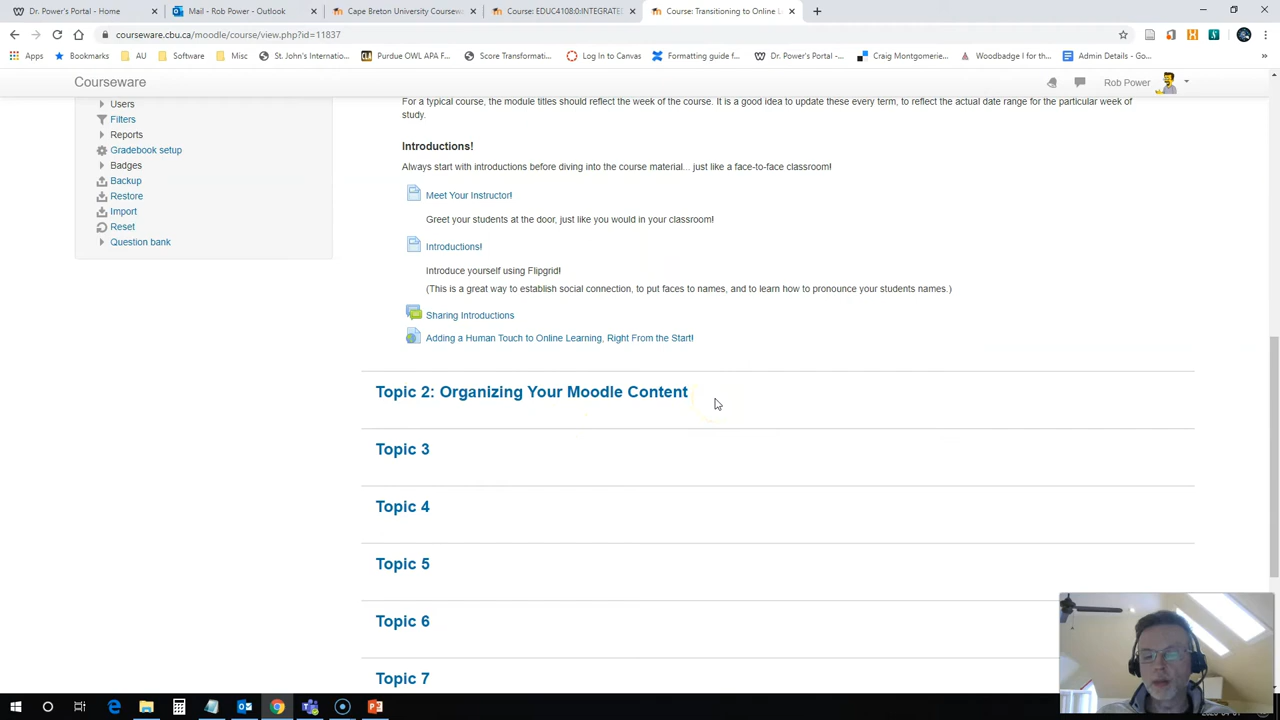 Dr. Power's Portal - Home
Mail - Rob Power - Outlook
Cape Breton University Coursew
Course: EDUC4108:0:INTEGRATE
Course: Transitioning to Online L
courseware.cbu.ca/moodle/course/view.php?id=11837
Apps
Bookmarks
AU
Software
Misc
St. John's Internatio...
Purdue OWL APA F...
Score Transformati...
Log In to Canvas
Formatting guide f...
Dr. Power's Portal -...
Craig Montgomerie...
Woodbadge I for th...
Admin Details - Go...
Courseware
Rob Power
Users
Filters
Reports
Gradebook setup
Badges
Backup
Restore
Import
Reset
Question bank
For a typical course, the module titles should reflect the week of the course. It is a good idea to update these every term, to reflect the actual date range for the particular week of
study.
Introductions!
Always start with introductions before diving into the course material... just like a face-to-face classroom!
Meet Your Instructor!
Greet your students at the door, just like you would in your classroom!
Introductions!
Introduce yourself using Flipgrid!
(This is a great way to establish social connection, to put faces to names, and to learn how to pronounce your students names.)
Sharing Introductions
Adding a Human Touch to Online Learning, Right From the Start!
Topic 2: Organizing Your Moodle Content
Topic 3
Topic 4
Topic 5
Topic 6
Topic 7